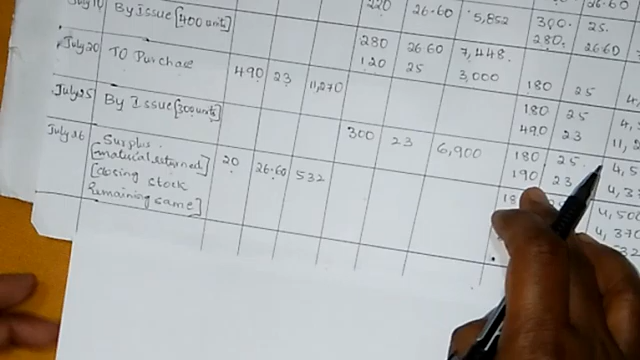 By Issue [400 units] 26.60 5,852 300. 25.
280. 26.60
280 26.60 7,448.
July 20 To Purchase 490 23 11,270 120 25 3,000 180 25
July 25 By Issue [300 units] 180 25
490 23
300 23 6,900
July 26 Surplus 180 25.
[material returned] 20 26.60 532 190 23
[closing stock
Remaining same] 4,500
4,370